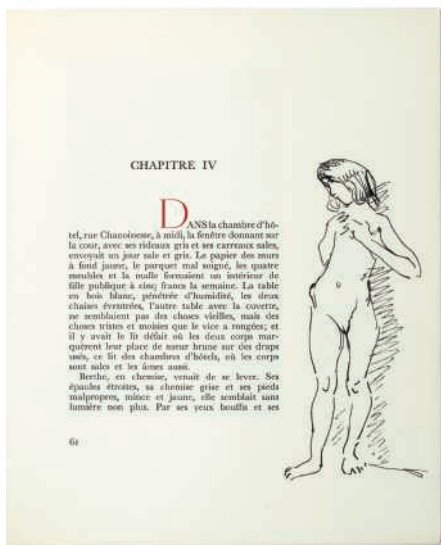 CHAPITRE IV
DANS la chambre d'hô-
tel, rue Chanoinesse, à midi, la fenêtre donnant sur
la cour, avec ses rideaux gris et ses carreaux sales,
envoyait un jour sale et gris. Le papier des murs
à fond jaune, le parquet mal soigné, les quatre
meubles et la malle formaient un intérieur de
fille publique à cinq francs la semaine. La table
en bois blanc, pénétrée d'humidité, les deux
chaises éventrées, l'autre table avec la cuvette,
ne semblaient pas des choses vieilles, mais des
choses tristes et moisies que le vice a rongées; et
il y avait le lit défait où les deux corps mar-
quèrent leur place de sueur brune sur des draps
usés, ce lit des chambres d'hôtels, où les corps
sont sales et les âmes aussi.
Berthe, en chemise, venait de se lever. Ses
épaules étroites, sa chemise grise et ses pieds
malpropres, mince et jaune, elle semblait sans
lumière non plus. Par ses yeux bouffis et ses